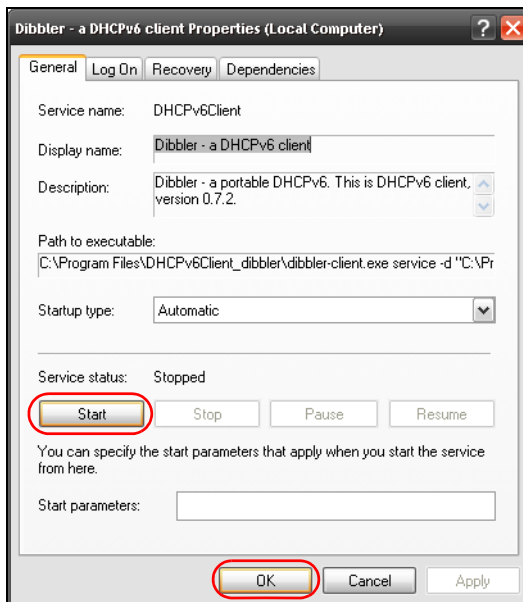 Dibbler - a DHCPv6 client Properties (Local Computer)
General Log On Recovery Dependencies
Service name: DHCPv6Client
Display name: Dibbler - a DHCPv6 client
Description: Dibbler - a portable DHCPv6. This is DHCPv6 client,
version 0.7.2.
Path to executable:
C:\Program Files\DHCPv6Client_dibbler\dibbler-client.exe service -d "C:\Pr
Startup type: Automatic
Service status: Stopped
Start Stop Pause Resume
You can specify the start parameters that apply when you start the service
from here.
Start parameters:
OK Cancel Apply